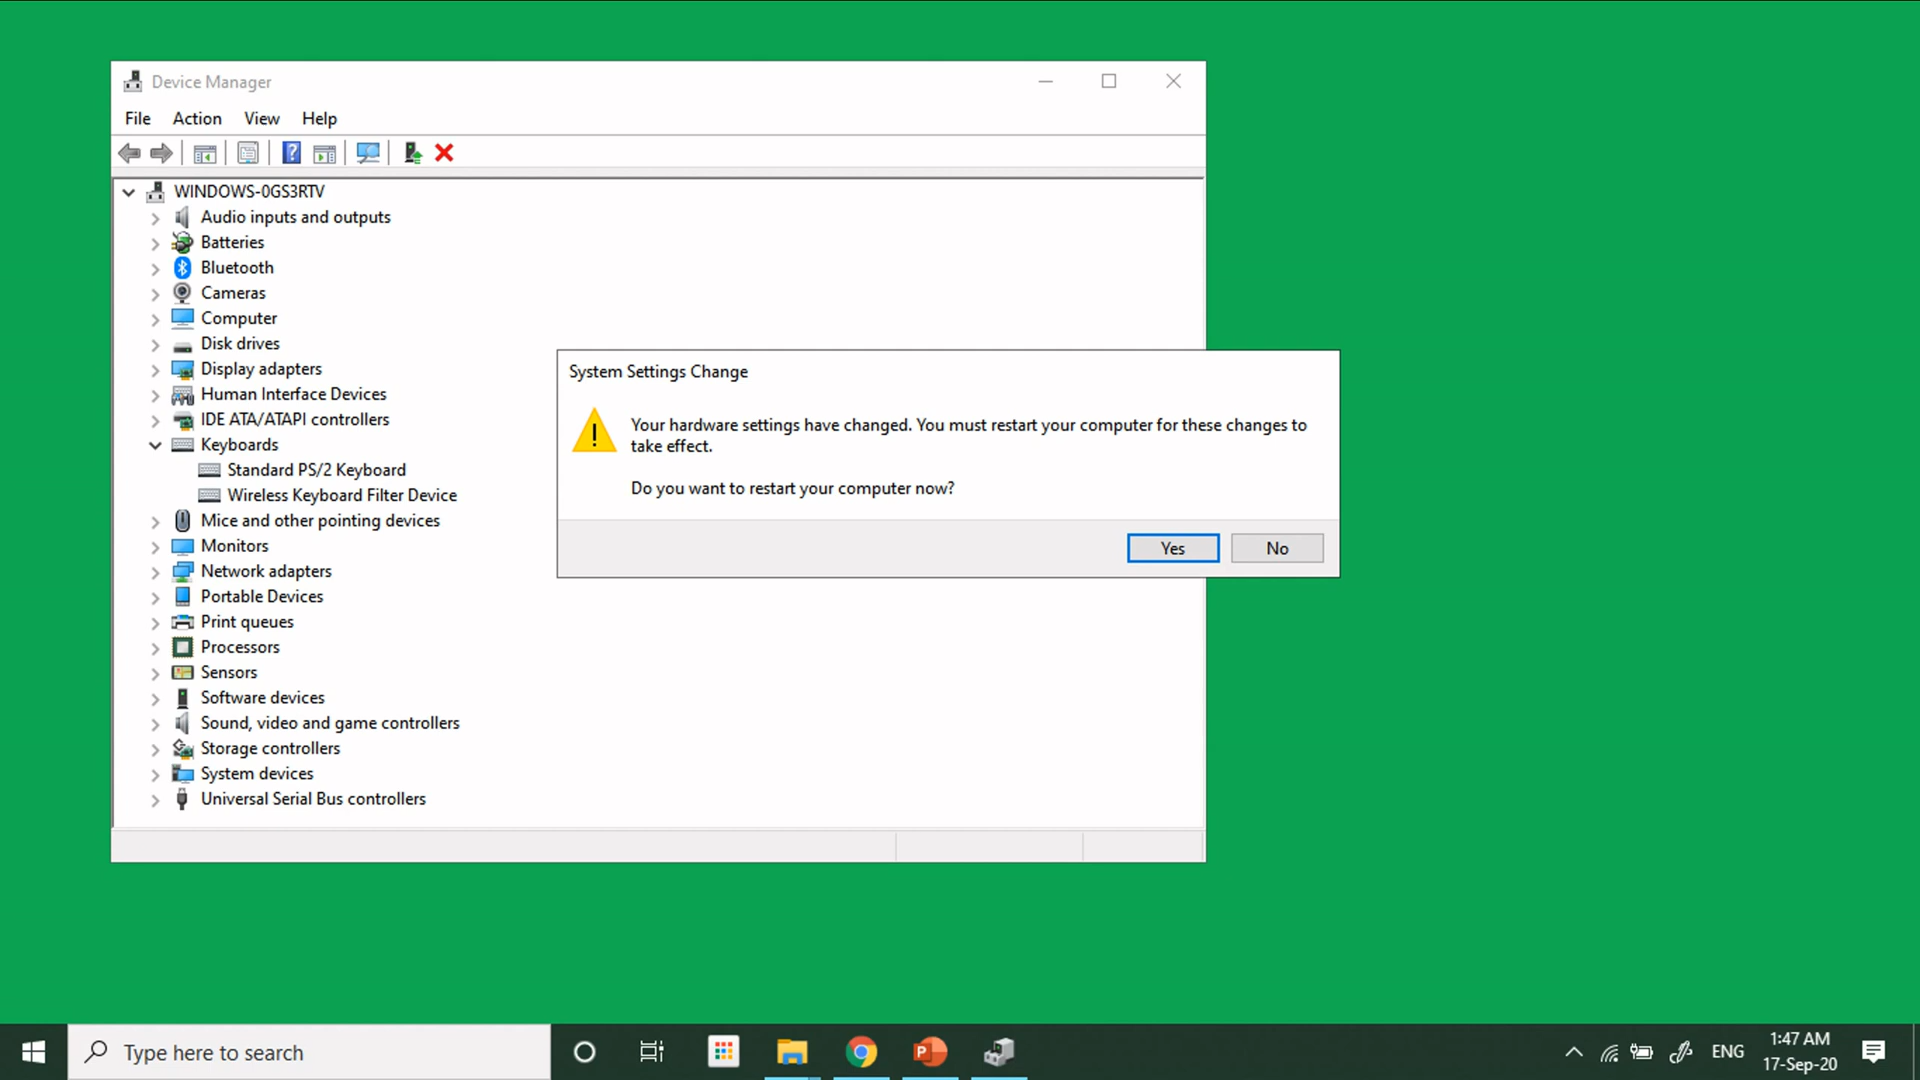 Device Manager
File Action View Help
WINDOWS-0GS3RTV
Audio inputs and outputs
Batteries
Bluetooth
Cameras
Computer
Disk drives
Display adapters
Human Interface Devices
IDE ATA/ATAPI controllers
Keyboards
Standard PS/2 Keyboard
Wireless Keyboard Filter Device
Mice and other pointing devices
Monitors
Network adapters
Portable Devices
Print queues
Processors
Sensors
Software devices
Sound, video and game controllers
Storage controllers
System devices
Universal Serial Bus controllers
System Settings Change
Your hardware settings have changed. You must restart your computer for these changes to
take effect.
Do you want to restart your computer now?
Yes No
Type here to search
ENG
1:47 AM
17-Sep-20